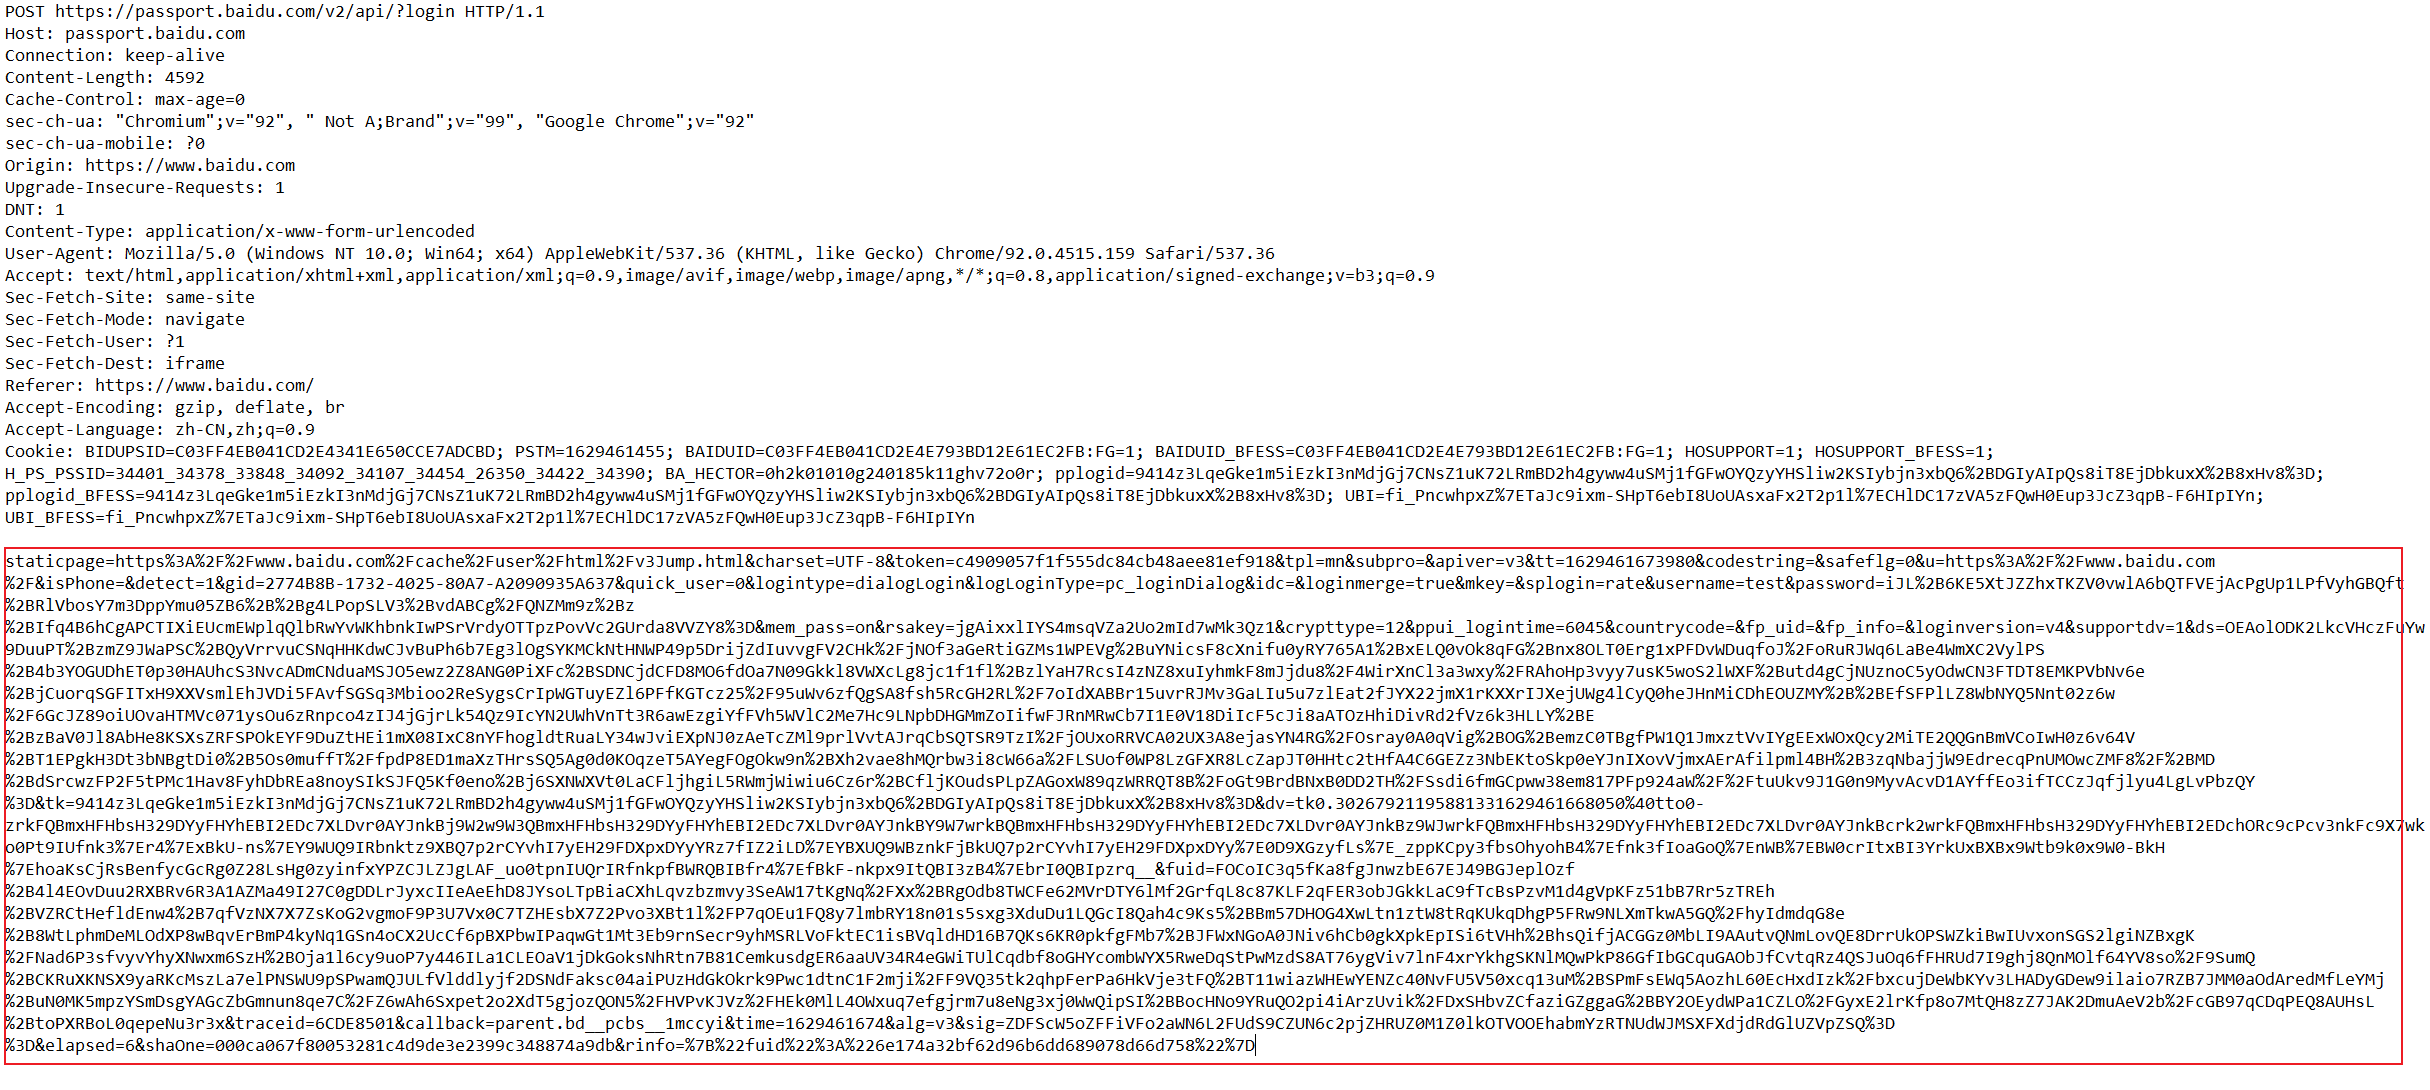 POST https://passport.baidu.com/v2/api/?login HTTP/1.1
Host: passport.baidu.com
Connection: keep-alive
Content-Length: 4592
Cache-Control: max-age=0
sec-ch-ua: "Chromium";v="92", " Not A;Brand";v="99", "Google Chrome";v="92"
sec-ch-ua-mobile: ?0
Origin: https://www.baidu.com
Upgrade-Insecure-Requests: 1
DNT: 1
Content-Type: application/x-www-form-urlencoded
User-Agent: Mozilla/5.0 (Windows NT 10.0; Win64; x64) AppleWebKit/537.36 (KHTML, like Gecko) Chrome/92.0.4515.159 Safari/537.36
Accept: text/html,application/xhtml+xml,application/xml;q=0.9,image/avif,image/webp,image/apng,*/*;q=0.8,application/signed-exchange;v=b3;q=0.9
Sec-Fetch-Site: same-site
Sec-Fetch-Mode: navigate
Sec-Fetch-User: ?1
Sec-Fetch-Dest: iframe
Referer: https://www.baidu.com/
Accept-Encoding: gzip, deflate, br
Accept-Language: zh-CN,zh;q=0.9
Cookie: BIDUPSID=C03FF4EB041CD2E4341E650CCE7ADCBD; PSTM=1629461455; BAIDUID=C03FF4EB041CD2E4E793BD12E61EC2FB:FG=1; BAIDUID_BFESS=C03FF4EB041CD2E4E793BD12E61EC2FB:FG=1; HOSUPPORT=1; HOSUPPORT_BFESS=1;
H_PS_PSSID=34401_34378_33848_34092_34107_34454_26350_34422_34390; BA_HECTOR=0h2k01010g240185k11ghv72o0r; pplogid=9414z3LqeGke1m5iEzkI3nMdjGj7CNsZ1uK72LRmBD2h4gyww4uSMj1fGFwOYQzyYHSliw2KSIybjn3xbQ6%2BDGIyAIpQs8iT8EjDbkuxX%2B8xHv8%3D;
pplogid_BFESS=9414z3LqeGke1m5iEzkI3nMdjGj7CNsZ1uK72LRmBD2h4gyww4uSMj1fGFwOYQzyYHSliw2KSIybjn3xbQ6%2BDGIyAIpQs8iT8EjDbkuxX%2B8xHv8%3D; UBI=fi_PncwhpxZ%7ETaJc9ixm-SHpT6ebI8UoUAsxaFx2T2p1l%7ECHlDC17zVA5zFQwH0Eup3JcZ3qpB-F6HIpIYn;
UBI_BFESS=fi_PncwhpxZ%7ETaJc9ixm-SHpT6ebI8UoUAsxaFx2T2p1l%7ECHlDC17zVA5zFQwH0Eup3JcZ3qpB-F6HIpIYn
staticpage=https%3A%2F%2Fwww.baidu.com%2Fcache%2Fuser%2Fhtml%2Fv3Jump.html&charset=UTF-8&token=c4909057f1f555dc84cb48aee81ef918&tpl=mn&subpro=&apiver=v3&tt=1629461673980&codestring=&safeflg=0&u=https%3A%2F%2Fwww.baidu.com
%2F&isPhone=&detect=1&gid=2774B8B-1732-4025-80A7-A2090935A637&quick_user=0&logintype=dialogLogin&logLoginType=pc_loginDialog&idc=&loginmerge=true&mkey=&splogin=rate&username=test&password=iJL%2B6KE5XtJZZhxTKZV0vwlA6bQTFVEjAcPgUp1LPfVyhGBQft
%2BRlVbosY7m3DppYmu05ZB6%2B%2Bg4LPopSLV3%2BvdABCg%2FQNZMm9z%2Bz
%2BIfq4B6hCgAPCTIXiEUcmEWplqQlbRwYvWKhbnkIwPSrVrdyOTTpzPovVc2GUrda8VVZY8%3D&mem_pass=on&rsakey=jgAixxlIYS4msqVZa2Uo2mId7wMk3Qz1&crypttype=12&ppui_logintime=6045&countrycode=&fp_uid=&fp_info=&loginversion=v4&supportdv=1&ds=OEAolODK2LkcVHczFuYw
9DuuPT%2BzmZ9JWaPSC%2BQyVrrvuCSNqHHKdwCJvBuPh6b7Eg3lOgSYKMCkNtHNWP49p5DrijZdIuvvgFV2CHk%2FjNOf3aGeRtiGZMs1WPEVg%2BuYNicsF8cXnifu0yRY765A1%2BxELQ0vOk8qFG%2Bnx8OLT0Erg1xPFDvWDuqfoJ%2FoRuRJWq6LaBe4WmXC2VylPS
%2B4b3YOGUDhET0p30HAUhcS3NvcADmCNduaMSJO5ewz2Z8ANG0PiXFc%2BSDNCjdCFD8MO6fdOa7N09Gkkl8VWXcLg8jc1f1fl%2BzlYaH7RcsI4zNZ8xuIyhmkF8mJjdu8%2F4WirXnCl3a3wxy%2FRAhoHp3vyy7usK5woS2lWXF%2Butd4gCjNUznoC5yOdwCN3FTDT8EMKPVbNv6e
%2BjCuorqSGFITxH9XXVsmlEhJVDi5FAvfSGSq3Mbioo2ReSygsCrIpWGTuyEZl6PFfKGTcz25%2F95uWv6zfQgSA8fsh5RcGH2RL%2F7oIdXABBr15uvrRJMv3GaLIu5u7zlEat2fJYX22jmX1rKXXrIJXejUWg4lCyQ0heJHnMiCDhEOUZMY%2B%2BEfSFPlLZ8WbNYQ5Nnt02z6w
%2F6GcJZ89oiUOvaHTMVc071ysOu6zRnpco4zIJ4jGjrLk54Qz9IcYN2UWhVnTt3R6awEzgiYfFVh5WVlC2Me7Hc9LNpbDHGMmZoIifwFJRnMRwCb7I1E0V18DiIcF5cJi8aATOzHhiDivRd2fVz6k3HLLY%2BE
%2BzBaV0Jl8AbHe8KSXsZRFSPOkEYF9DuZtHEi1mX08IxC8nYFhogldtRuaLY34wJviEXpNJ0zAeTcZMl9prlVvtAJrqCbSQTSR9TzI%2FjOUxoRRVCA02UX3A8ejasYN4RG%2FOsray0A0qVig%2BOG%2BemzC0TBgfPW1Q1JmxztVvIYgEExWOxQcy2MiTE2QQGnBmVCoIwH0z6v64V
%2BT1EPgkH3Dt3bNBgtDi0%2B5Os0muffT%2FfpdP8ED1maXzTHrsSQ5Ag0d0KOqzeT5AYegFOgOkw9n%2BXh2vae8hMQrbw3i8cW66a%2FLSUof0WP8LzGFXR8LcZapJT0HHtc2tHfA4C6GEZz3NbEKtoSkp0eYJnIXovVjmxAErAfilpml4BH%2B3zqNbajjW9EdrecqPnUMOwcZMF8%2F%2BMD
%2BdSrcwzFP2F5tPMc1Hav8FyhDbREa8noySIkSJFQ5Kf0eno%2Bj6SXNWXVt0LaCFljhgiL5RWmjWiwiu6Cz6r%2BCfljKOudsPLpZAGoxW89qzWRRQT8B%2FoGt9BrdBNxB0DD2TH%2FSsdi6fmGCpww38em817PFp924aW%2F%2FtuUkv9J1G0n9MyvAcvD1AYffEo3ifTCCzJqfjlyu4LgLvPbzQY
%3D&tk=9414z3LqeGke1m5iEzkI3nMdjGj7CNsZ1uK72LRmBD2h4gyww4uSMj1fGFwOYQzyYHSliw2KSIybjn3xbQ6%2BDGIyAIpQs8iT8EjDbkuxX%2B8xHv8%3D&dv=tk0.30267921195881331629461668050%40tto0-
zrkFQBmxHFHbsH329DYyFHYhEBI2EDc7XLDvr0AYJnkBj9W2w9W3QBmxHFHbsH329DYyFHYhEBI2EDc7XLDvr0AYJnkBY9W7wrkBQBmxHFHbsH329DYyFHYhEBI2EDc7XLDvr0AYJnkBz9WJwrkFQBmxHFHbsH329DYyFHYhEBI2EDc7XLDvr0AYJnkBcrk2wrkFQBmxHFHbsH329DYyFHYhEBI2EDchORc9cPcv3nkFc9X7wk
o0Pt9IUfnk3%7Er4%7ExBkU-ns%7EY9WUQ9IRbnktz9XBQ7p2rCYvhI7yEH29FDXpxDYyYRz7fIZ2iLD%7EYBXUQ9WBznkFjBkUQ7p2rCYvhI7yEH29FDXpxDYy%7E0D9XGzyfLs%7E_zppKCpy3fbsOhyohB4%7Efnk3fIoaGoQ%7EnWB%7EBW0crItxBI3YrkUxBXBx9Wtb9k0x9W0-BkH
%7EhoaKsCjRsBenfycGcRg0Z28LsHg0zyinfxYPZCJLZJgLAF_uo0tpnIUQrIRfnkpfBWRQBIBfr4%7EfBkF-nkpx9ItQBI3zB4%7EbrI0QBIpzrq__&fuid=FOCoIC3q5fKa8fgJnwzbE67EJ49BGJeplOzf
%2B4l4EOvDuu2RXBRv6R3A1AZMa49I27C0gDDLrJyxcIIeAeEhD8JYsoLTpBiaCXhLqvzbzmvy3SeAW17tKgNq%2FXx%2BRgOdb8TWCFe62MVrDTY6lMf2GrfqL8c87KLF2qFER3obJGkkLaC9fTcBsPzvM1d4gVpKFz51bB7Rr5zTREh
%2BVZRCtHefldEnw4%2B7qfVzNX7X7ZsKoG2vgmoF9P3U7Vx0C7TZHEsbX7Z2Pvo3XBt1l%2FP7qOEu1FQ8y7lmbRY18n01s5sxg3XduDu1LQGcI8Qah4c9Ks5%2BBm57DHOG4XwLtn1ztW8tRqKUkqDhgP5FRw9NLXmTkwA5GQ%2FhyIdmdqG8e
%2B8WtLphmDeMLOdXP8wBqvErBmP4kyNq1GSn4oCX2UcCf6pBXPbwIPaqwGt1Mt3Eb9rnSecr9yhMSRLVoFktEC1isBVqldHD16B7QKs6KR0pkfgFMb7%2BJFWxNGoA0JNiv6hCb0gkXpkEpISi6tVHh%2BhsQifjACGGz0MbLI9AAutvQNmLovQE8DrrUkOPSWZkiBwIUvxonSGS2lgiNZBxgK
%2FNad6P3sfvyvYhyXNwxm6SzH%2BOja1l6cy9uoP7y446ILa1CLEOaV1jDkGoksNhRtn7B81CemkusdgER6aaUV34R4eGWiTUlCqdbf8oGHYcombWYX5RweDqStPwMzdS8AT76ygViv7lnF4xrYkhgSKNlMQwPkP86GfIbGCquGAObJfCvtqRz4QSJuOq6fFHRUd7I9ghj8QnMOlf64YV8so%2F9SumQ
%2BCKRuXKNSX9yaRKcMszLa7elPNSWU9pSPwamQJULfVlddlyjf2DSNdFaksc04aiPUzHdGkOkrk9Pwc1dtnC1F2mji%2FF9VQ35tk2qhpFerPa6HkVje3tFQ%2BT11wiazWHEwYENZc40NvFU5V50xcq13uM%2BSPmFsEWq5AozhL60EcHxdIzk%2FbxcujDeWbKYv3LHADyGDew9ilaio7RZB7JMM0aOdAredMfLeYMj
%2BuN0MK5mpzYSmDsgYAGcZbGmnun8qe7C%2FZ6wAh6Sxpet2o2XdT5gjozQON5%2FHVPvKJVz%2FHEk0MlL4OWxuq7efgjrm7u8eNg3xj0WwQipSI%2BBocHNo9YRuQO2pi4iArzUvik%2FDxSHbvZCfaziGZggaG%2BBY2OEydWPa1CZLO%2FGyxE2lrKfp8o7MtQH8zZ7JAK2DmuAeV2b%2FcGB97qCDqPEQ8AUHsL
%2BtoPXRBoL0qepeNu3r3x&traceid=6CDE8501&callback=parent.bd__pcbs__1mccyi&time=1629461674&alg=v3&sig=ZDFScW5oZFFiVFo2aWN6L2FUdS9CZUN6c2pjZHRUZ0M1Z0lkOTVOOEhabmYzRTNUdWJMSXFXdjdRdGlUZVpZSQ%3D
%3D&elapsed=6&shaOne=000ca067f80053281c4d9de3e2399c348874a9db&rinfo=%7B%22fuid%22%3A%226e174a32bf62d96b6dd689078d66d758%22%7D